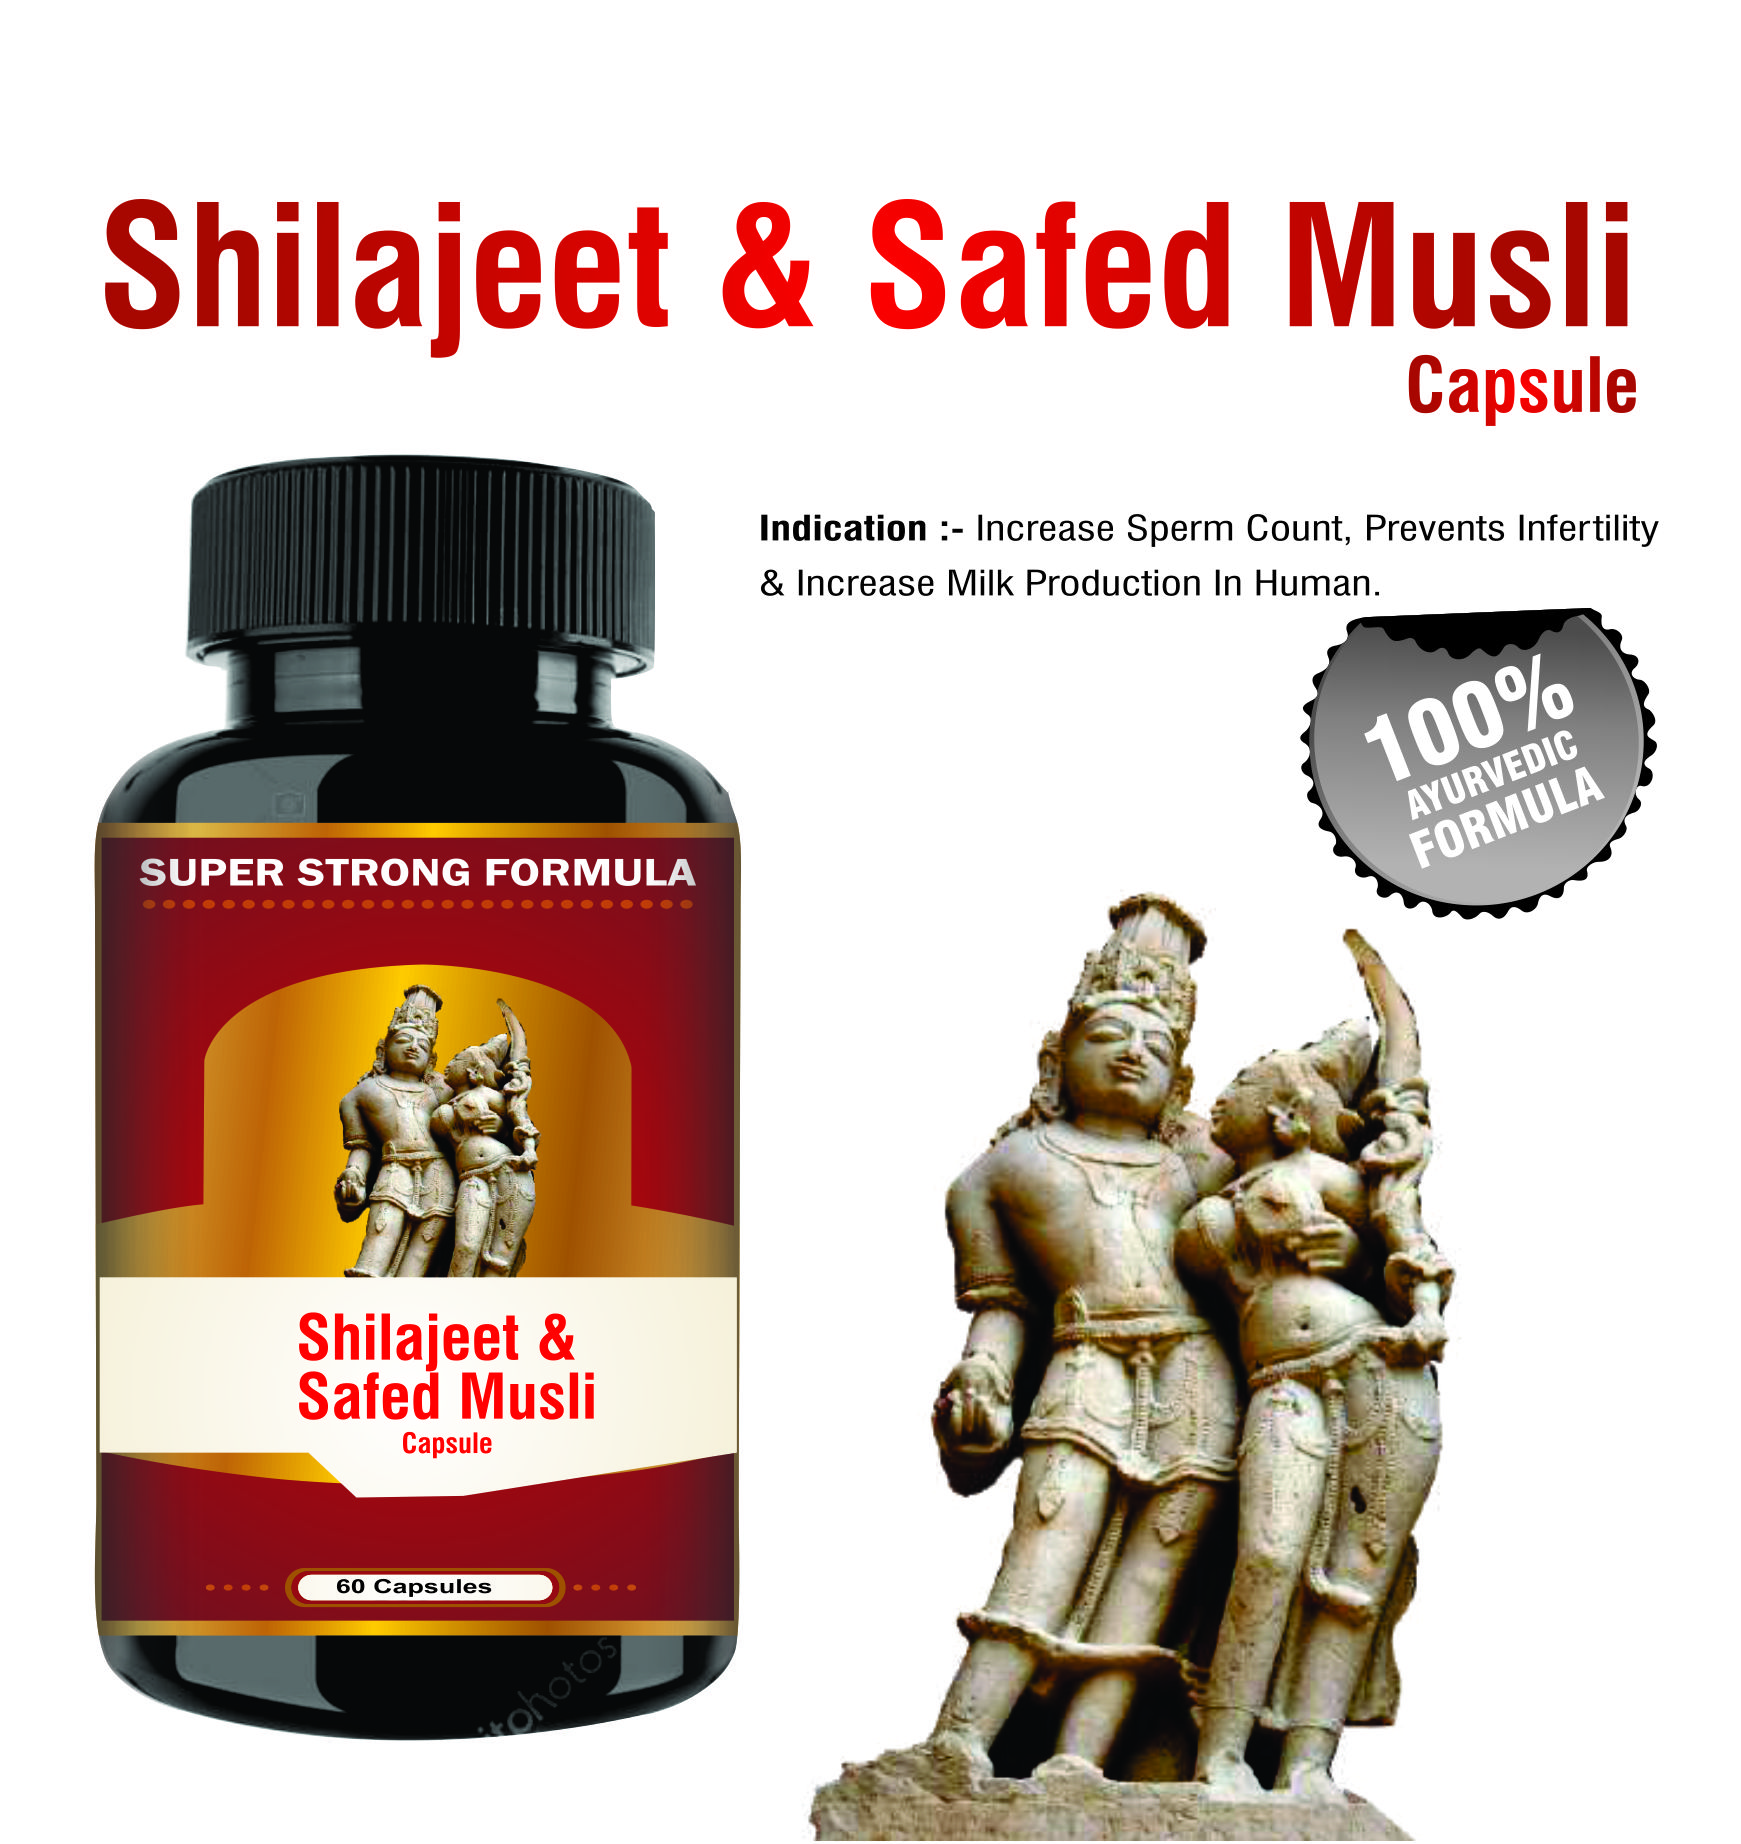 Shilajeet & Safed Musli
Capsule
Indication :- Increase Sperm Count, Prevents Infertility
& Increase Milk Production In Human.
100%
AYURVEDIC
FORMULA
SUPER STRONG FORMULA
Shilajeet &
Safed Musli
Capsule
60 Capsules